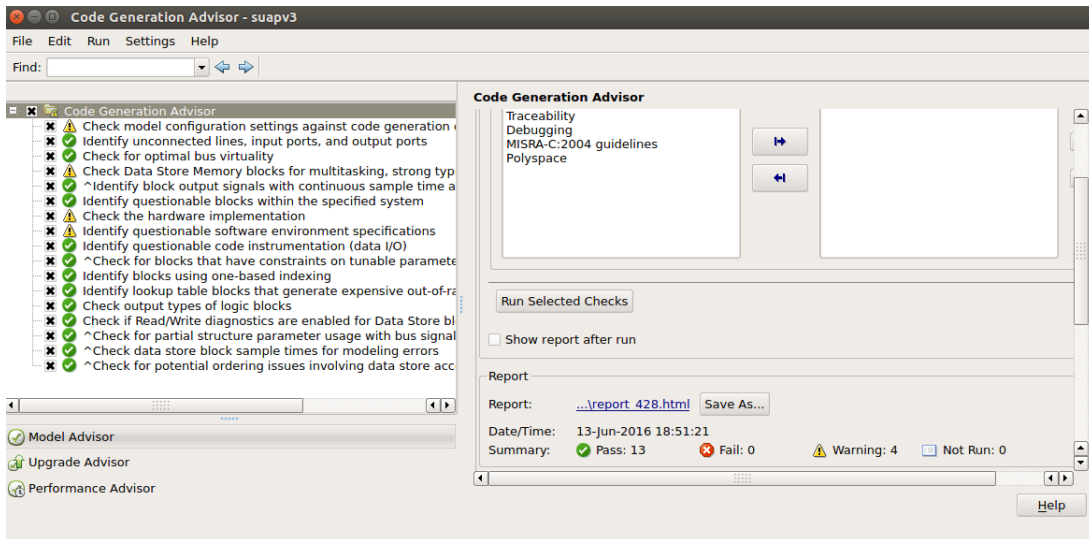 Code Generation Advisor - suapv3
File Edit Run Settings Help
Find:
Code Generation Advisor
Check model configuration settings against code generation
Identify unconnected lines, input ports, and output ports
Check for optimal bus virtuality
Check Data Store Memory blocks for multitasking, strong typ
^Identify block output signals with continuous sample time a
Identify questionable blocks within the specified system
Check the hardware implementation
Identify questionable software environment specifications
Identify questionable code instrumentation (data I/O)
^Check for blocks that have constraints on tunable paramete
Identify blocks using one-based indexing
Identify lookup table blocks that generate expensive out-of-ra
Check output types of logic blocks
Check if Read/Write diagnostics are enabled for Data Store bl
^Check for partial structure parameter usage with bus signal
^Check data store block sample times for modeling errors
^Check for potential ordering issues involving data store acc
Model Advisor
Upgrade Advisor
Performance Advisor
Code Generation Advisor
Traceability
Debugging
MISRA-C:2004 guidelines
Polyspace
Run Selected Checks
Show report after run
Report
Report: ...\report_428.html Save As...
Date/Time: 13-Jun-2016 18:51:21
Summary: Pass: 13 Fail: 0 Warning: 4 Not Run: 0
Help